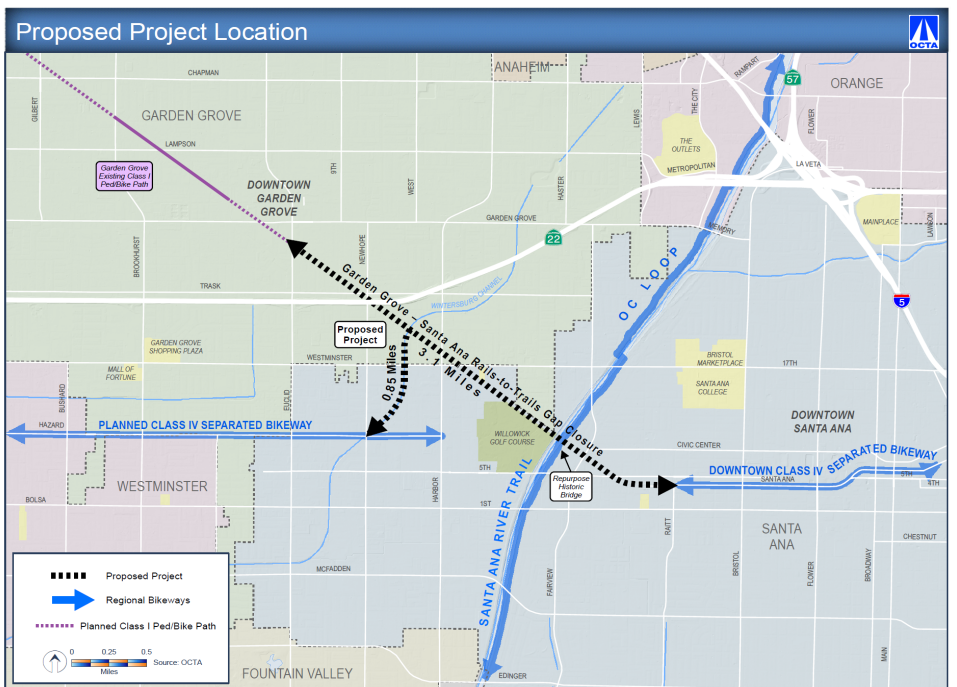 Proposed Project Location
OCTA
ANAHEIM
RAMPART
57
CHAPMAN
ORANGE
GILBERT
GARDEN GROVE
LEWIS
THE CITY
FLOWER
LAMPSON
THE
OUTLETS
Garden Grove
Existing Class I
Ped/Bike Path
9TH
WEST
HASTER
METROPOLITAN
LA VETA
DOWNTOWN
GARDEN
GROVE
GARDEN GROVE
MEMORY
MAINPLACE
LAWSON
BROOKHURST
NEWHOPE
22
TRASK
WINTERSBURG CHANNEL
OC LOOP
5
Garden Grove – Santa Ana Rails-to-Trails Gap Closure
3.1 Miles
Proposed
Project
0.85 Miles
GARDEN GROVE
SHOPPING PLAZA
WESTMINSTER
BRISTOL
MARKETPLACE
17TH
MALL OF
FORTUNE
SANTA ANA
COLLEGE
BUSHARD
EUCLID
DOWNTOWN
SANTA ANA
HAZARD
PLANNED CLASS IV SEPARATED BIKEWAY
WILLOWICK
GOLF COURSE
CIVIC CENTER
5TH
DOWNTOWN CLASS IV SEPARATED BIKEWAY
SANTA ANA
5TH
4TH
Repurpose
Historic
Bridge
WESTMINSTER
HARBOR
BOLSA
1ST
SANTA ANA RIVER TRAIL
RAITT
SANTA
ANA
CHESTNUT
MCFADDEN
FAIRVIEW
BRISTOL
FLOWER
BROADWAY
MAIN
Proposed Project
Regional Bikeways
Planned Class I Ped/Bike Path
0 0.25 0.5
Miles
Source: OCTA
FOUNTAIN VALLEY
EDINGER